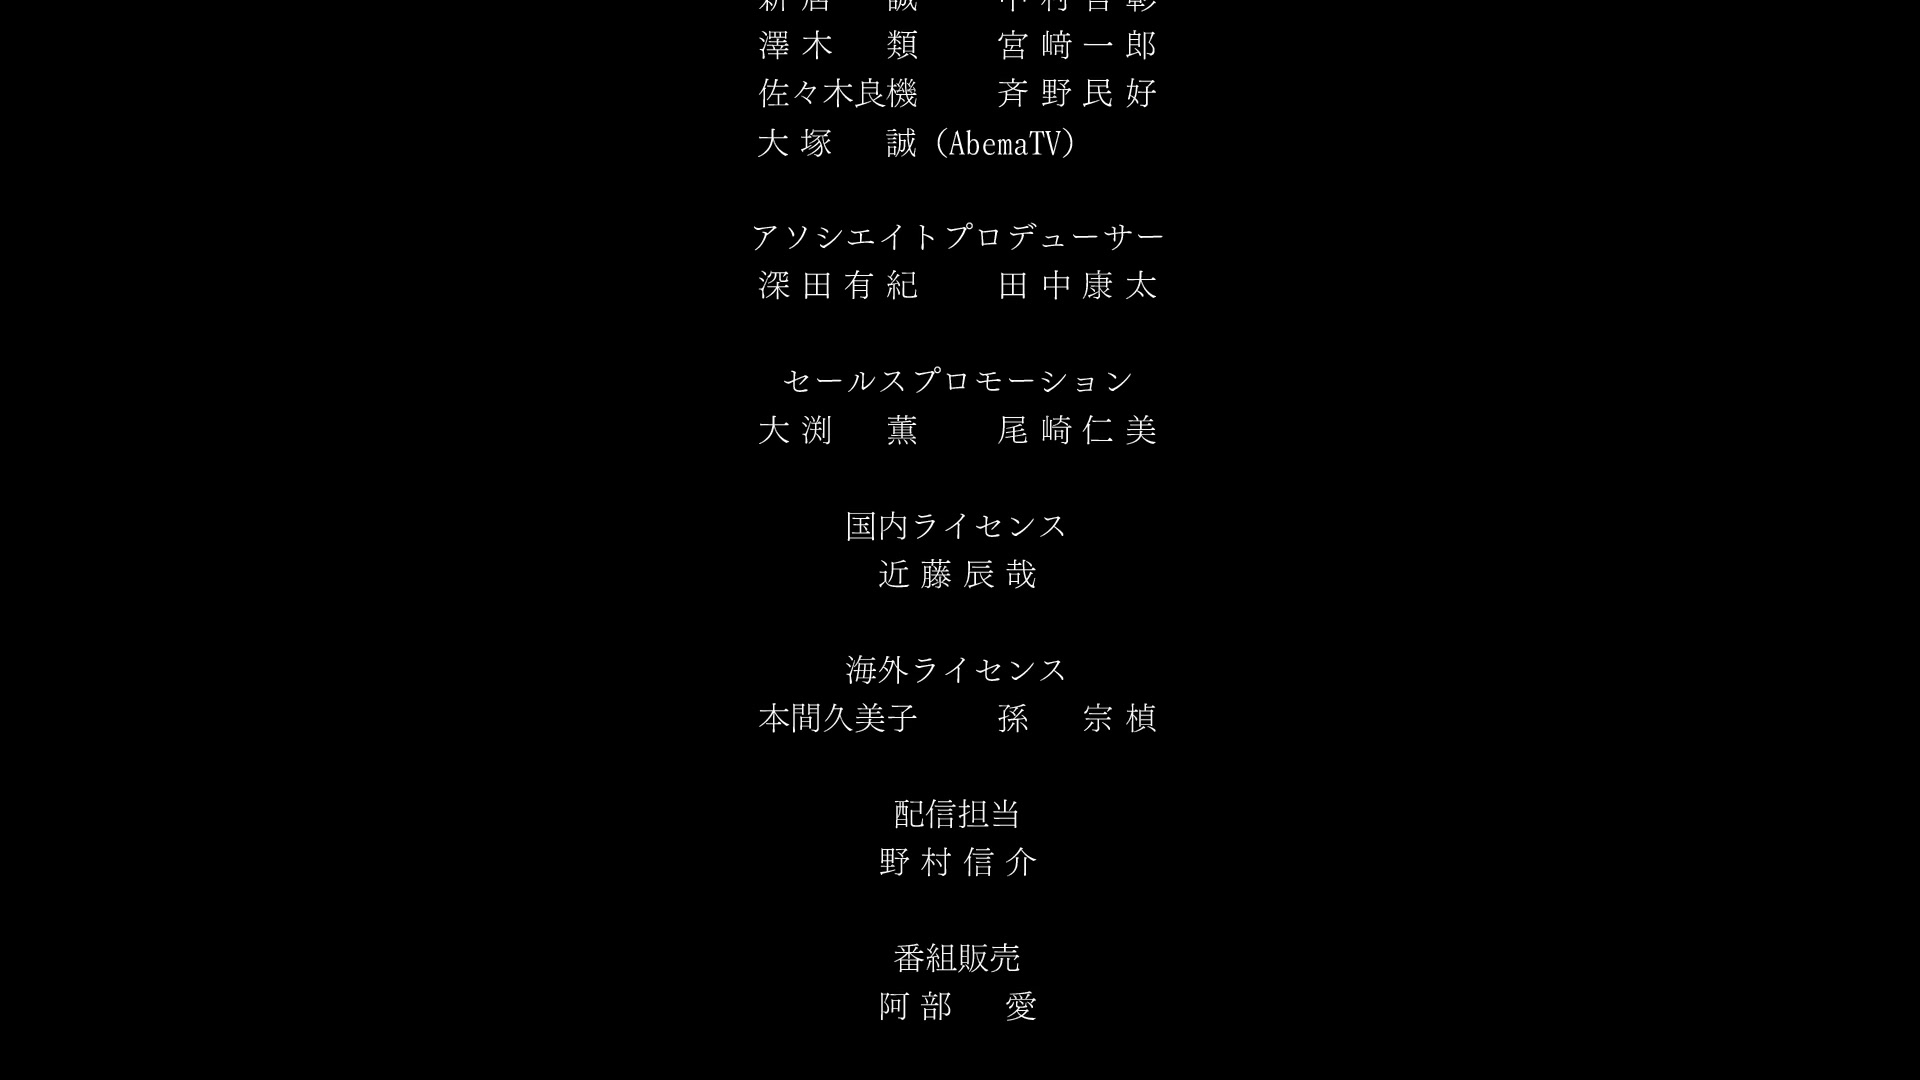 澤木 類 宮﨑一郎
佐々木良機 斉野民好
大塚 誠(AbemaTV)
アソシエイトプロデューサー
深田有紀 田中康太
セールスプロモーション
大渕 薫 尾崎仁美
国内ライセンス
近藤辰哉
海外ライセンス
本間久美子 孫 宗楨
配信担当
野村信介
番組販売
阿部 愛